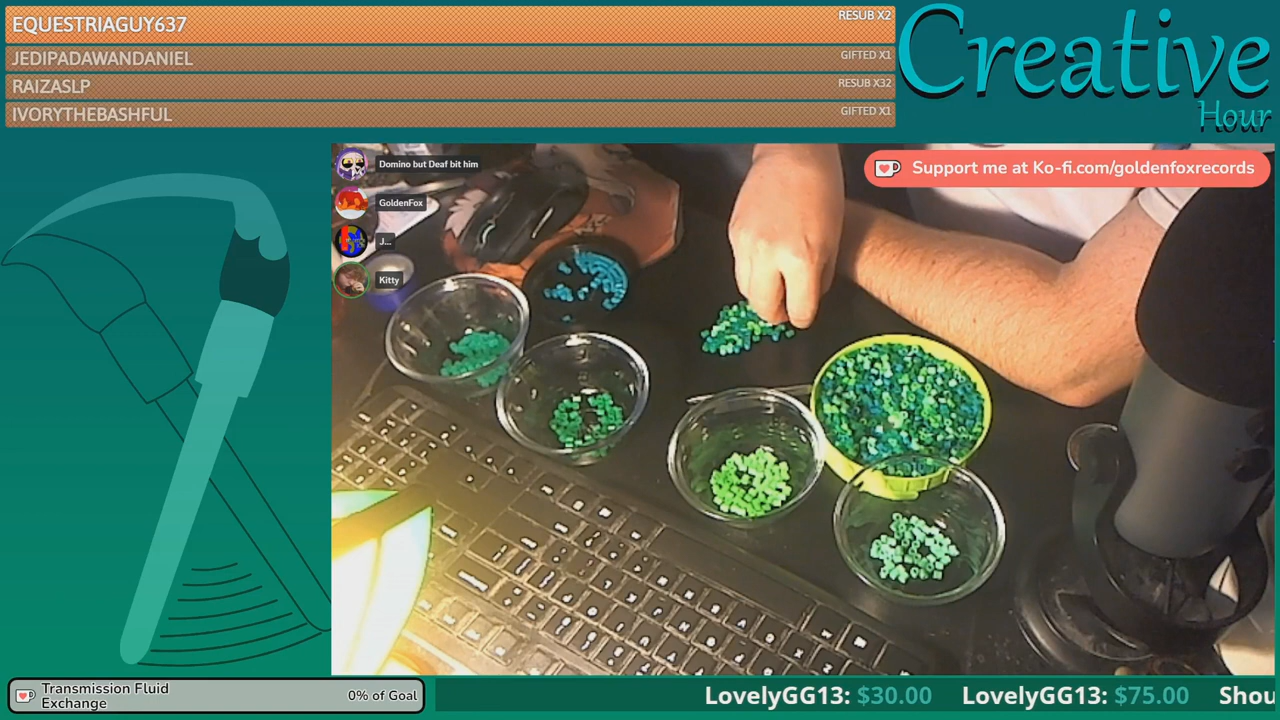 EQUESTRIAGUY637
RESUB X2
JEDIPADAWANDANIEL
GIFTED X1
RAIZASLP
RESUB X32
IVORYTHEBASHFUL
GIFTED X1
Creative
Hour
Domino but Deaf bit him
GoldenFox
J...
Kitty
Support me at Ko-fi.com/goldenfoxrecords
Transmission Fluid
Exchange
0% of Goal
LovelyGG13: $30.00
LovelyGG13: $75.00
Shou